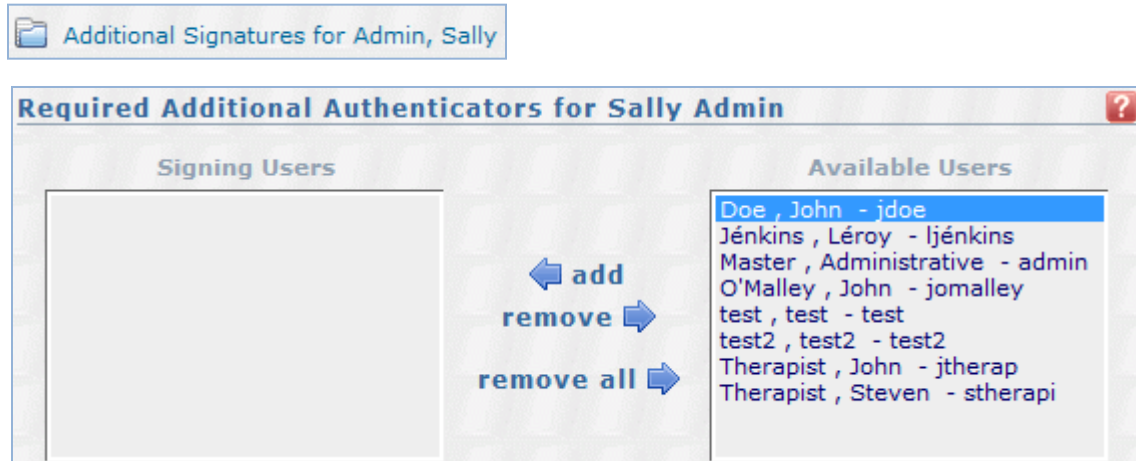 Additional Signatures for Admin, Sally
Required Additional Authenticators for Sally Admin
?
Signing Users
Available Users
Doe , John - jdoe
Jénkins , Léroy - ljénkins
Master , Administrative - admin
O'Malley , John - jomalley
test , test - test
test2 , test2 - test2
Therapist , John - jtherap
Therapist , Steven - stherapi
add
remove
remove all